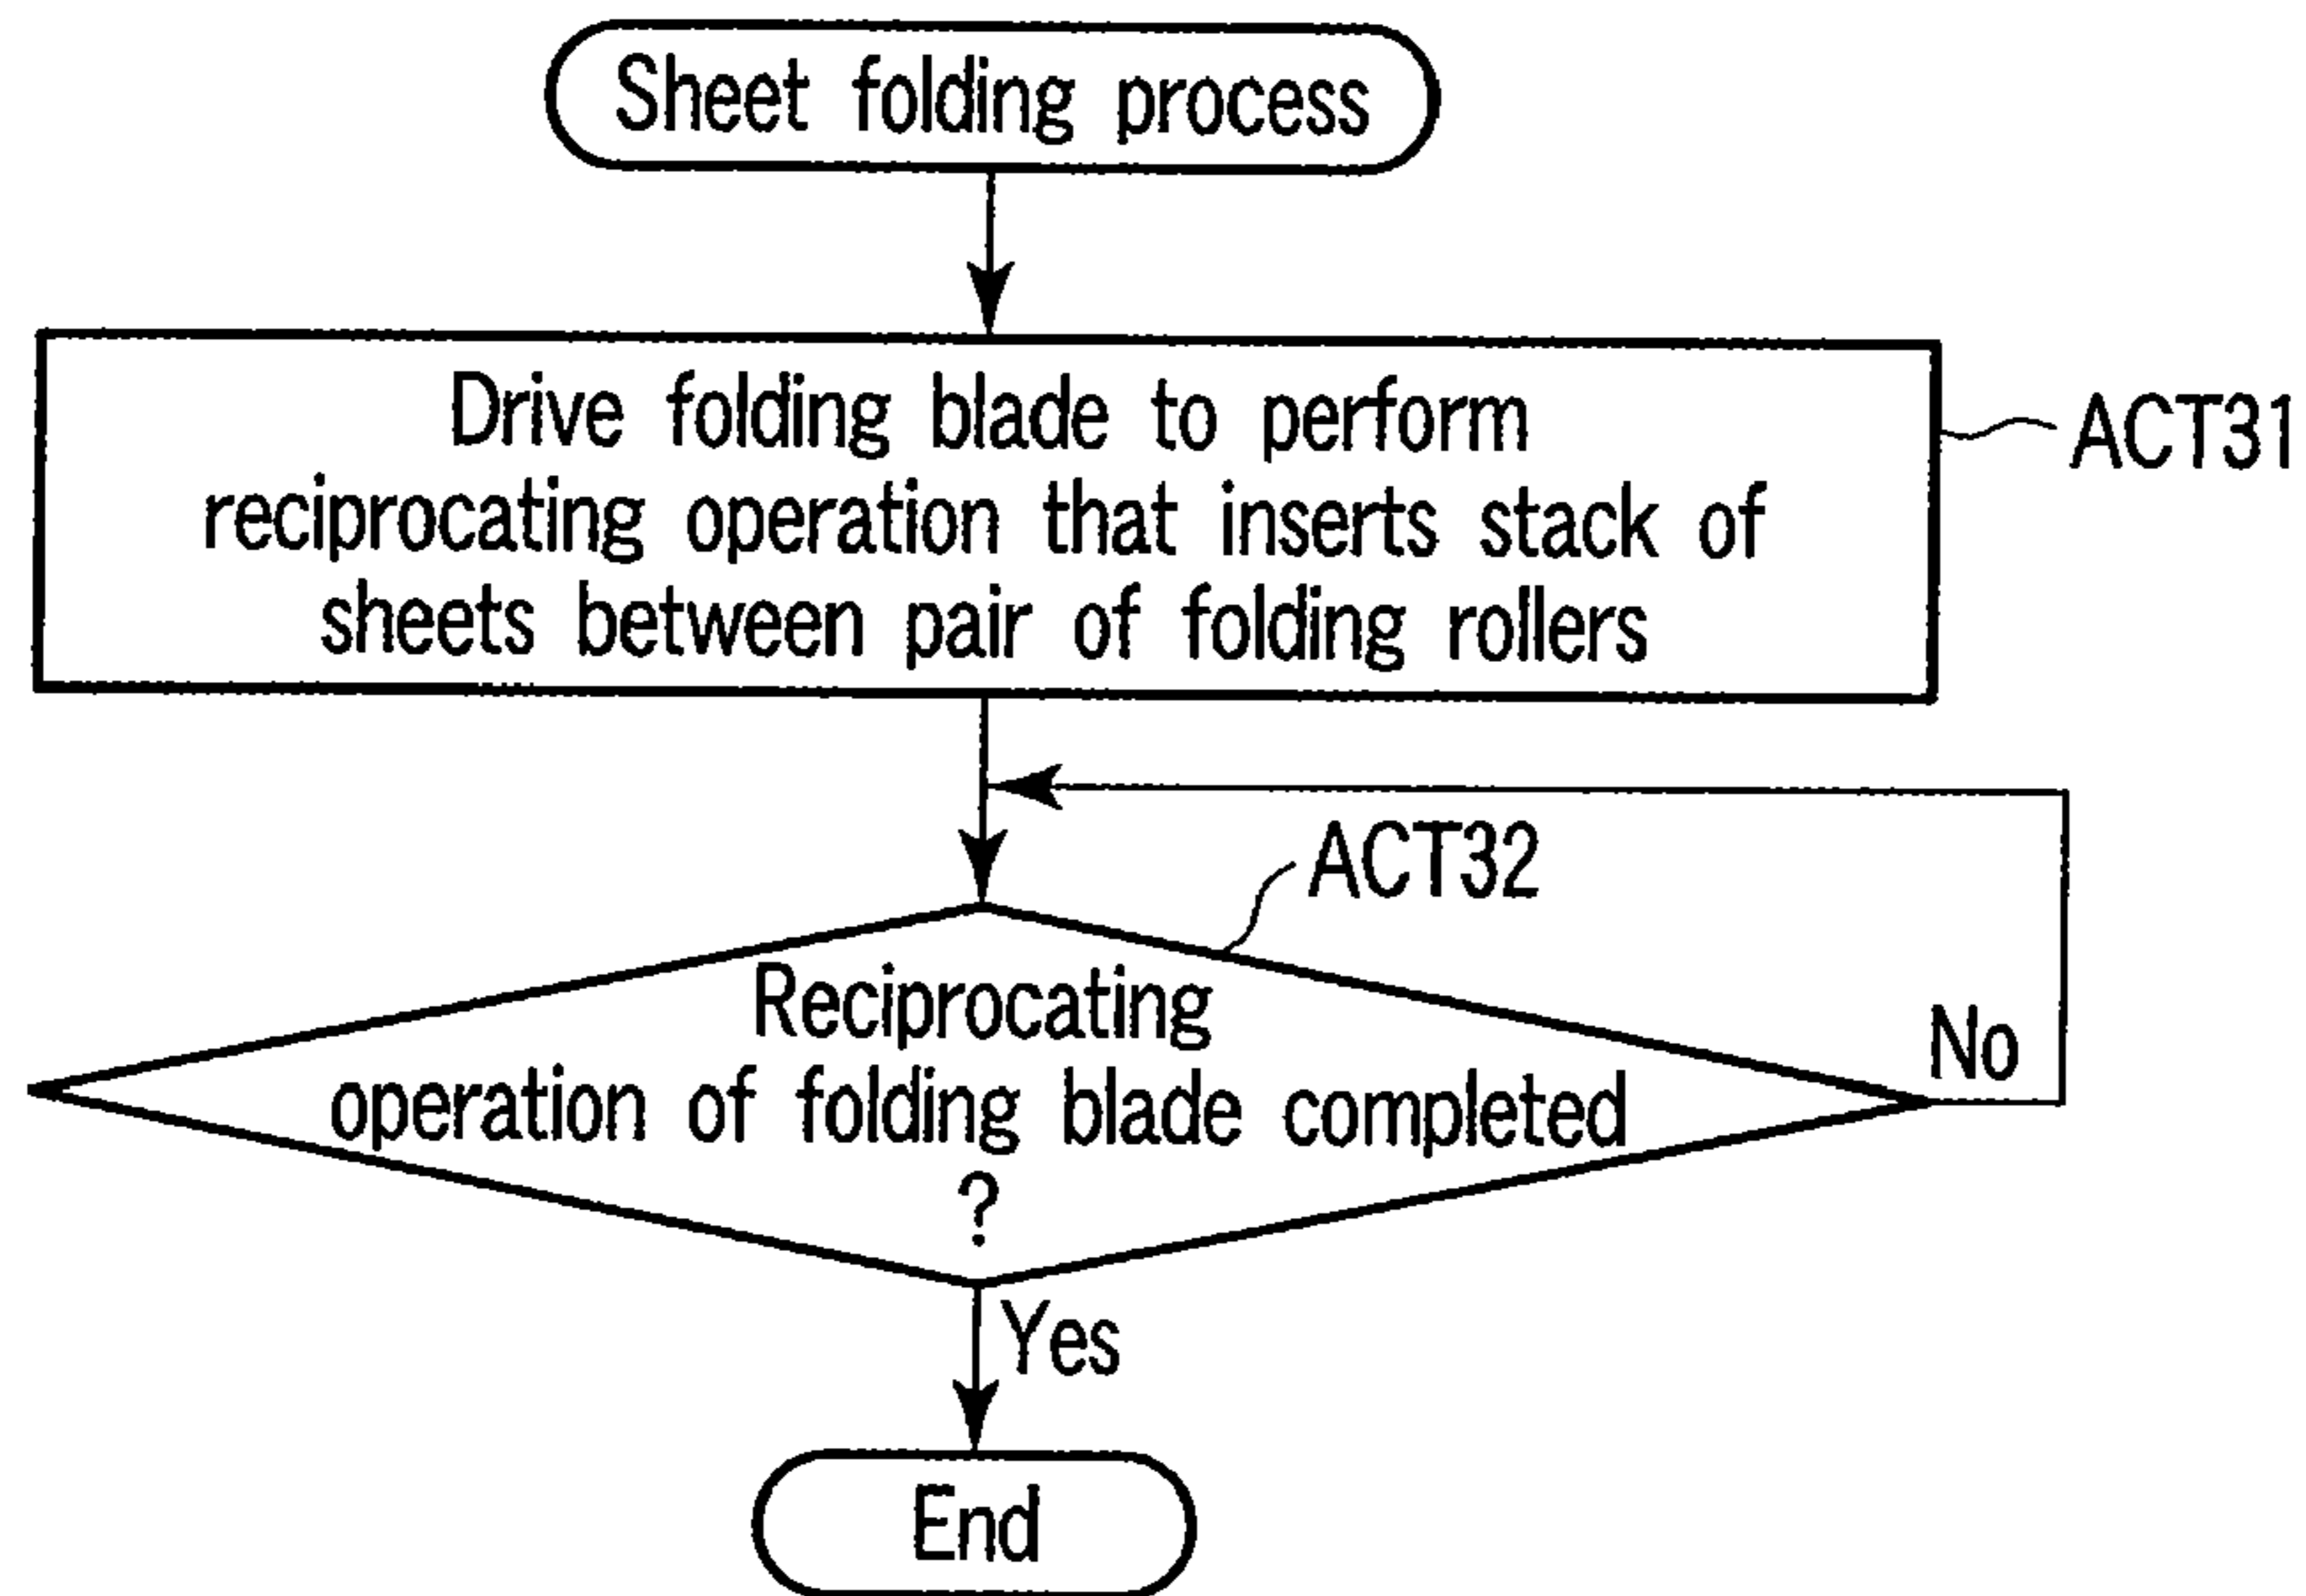 Sheet folding process
Drive folding blade to perform
reciprocating operation that inserts stack of
sheets between pair of folding rollers
ACT31
ACT32
Reciprocating
operation of folding blade completed
?
No
Yes
End